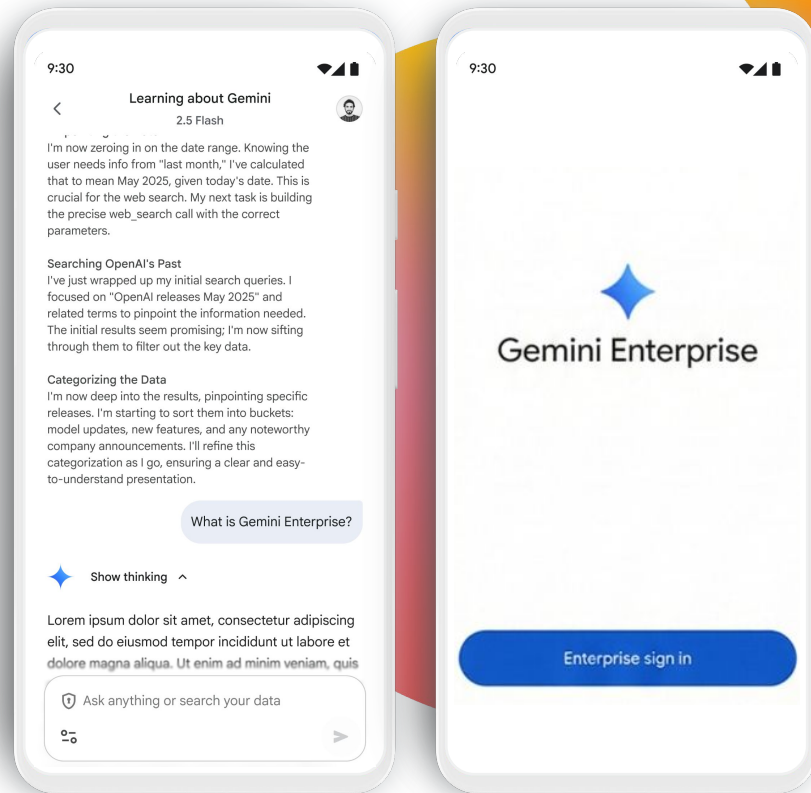 9:30
Learning about Gemini
2.5 Flash
I'm now zeroing in on the date range. Knowing the
user needs info from "last month," I've calculated
that to mean May 2025, given today's date. This is
crucial for the web search. My next task is building
the precise web_search call with the correct
parameters.
Searching OpenAI's Past
I've just wrapped up my initial search queries. I
focused on "OpenAI releases May 2025" and
related terms to pinpoint the information needed.
The initial results seem promising; I'm now sifting
through them to filter out the key data.
Categorizing the Data
I'm now deep into the results, pinpointing specific
releases. I'm starting to sort them into buckets:
model updates, new features, and any noteworthy
company announcements. I'll refine this
categorization as I go, ensuring a clear and easy-
to-understand presentation.
What is Gemini Enterprise?
Show thinking
Lorem ipsum dolor sit amet, consectetur adipiscing
elit, sed do eiusmod tempor incididunt ut labore et
dolore magna aliqua. Ut enim ad minim veniam, quis
Ask anything or search your data
9:30
Gemini Enterprise
Enterprise sign in